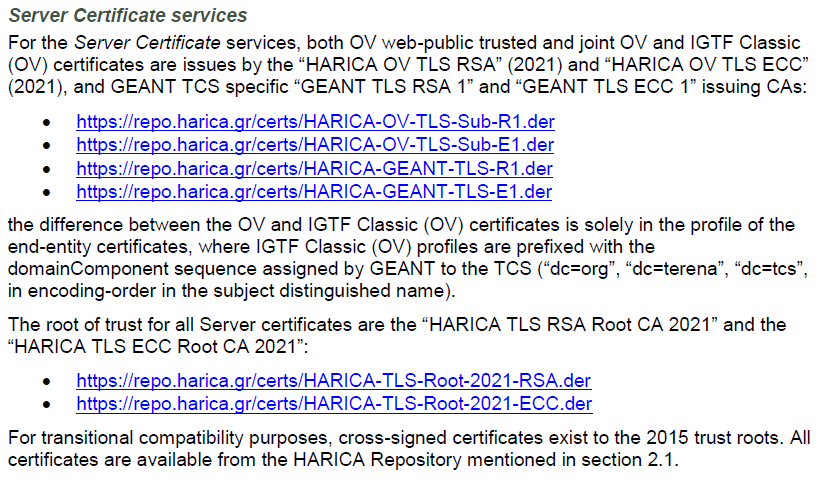 Server Certificate services
For the Server Certificate services, both OV web-public trusted and joint OV and IGTF Classic
(OV) certificates are issues by the “HARICA OV TLS RSA” (2021) and “HARICA OV TLS ECC”
(2021), and GEANT TCS specific “GEANT TLS RSA 1” and “GEANT TLS ECC 1” issuing CAs:
• https://repo.harica.gr/certs/HARICA-OV-TLS-Sub-R1.der
• https://repo.harica.gr/certs/HARICA-OV-TLS-Sub-E1.der
• https://repo.harica.gr/certs/HARICA-GEANT-TLS-R1.der
• https://repo.harica.gr/certs/HARICA-GEANT-TLS-E1.der
the difference between the OV and IGTF Classic (OV) certificates is solely in the profile of the
end-entity certificates, where IGTF Classic (OV) profiles are prefixed with the
domainComponent sequence assigned by GEANT to the TCS (“dc=org”, “dc=terena”, “dc=tcs”,
in encoding-order in the subject distinguished name).
The root of trust for all Server certificates are the “HARICA TLS RSA Root CA 2021” and the
“HARICA TLS ECC Root CA 2021”:
• https://repo.harica.gr/certs/HARICA-TLS-Root-2021-RSA.der
• https://repo.harica.gr/certs/HARICA-TLS-Root-2021-ECC.der
For transitional compatibility purposes, cross-signed certificates exist to the 2015 trust roots. All
certificates are available from the HARICA Repository mentioned in section 2.1.